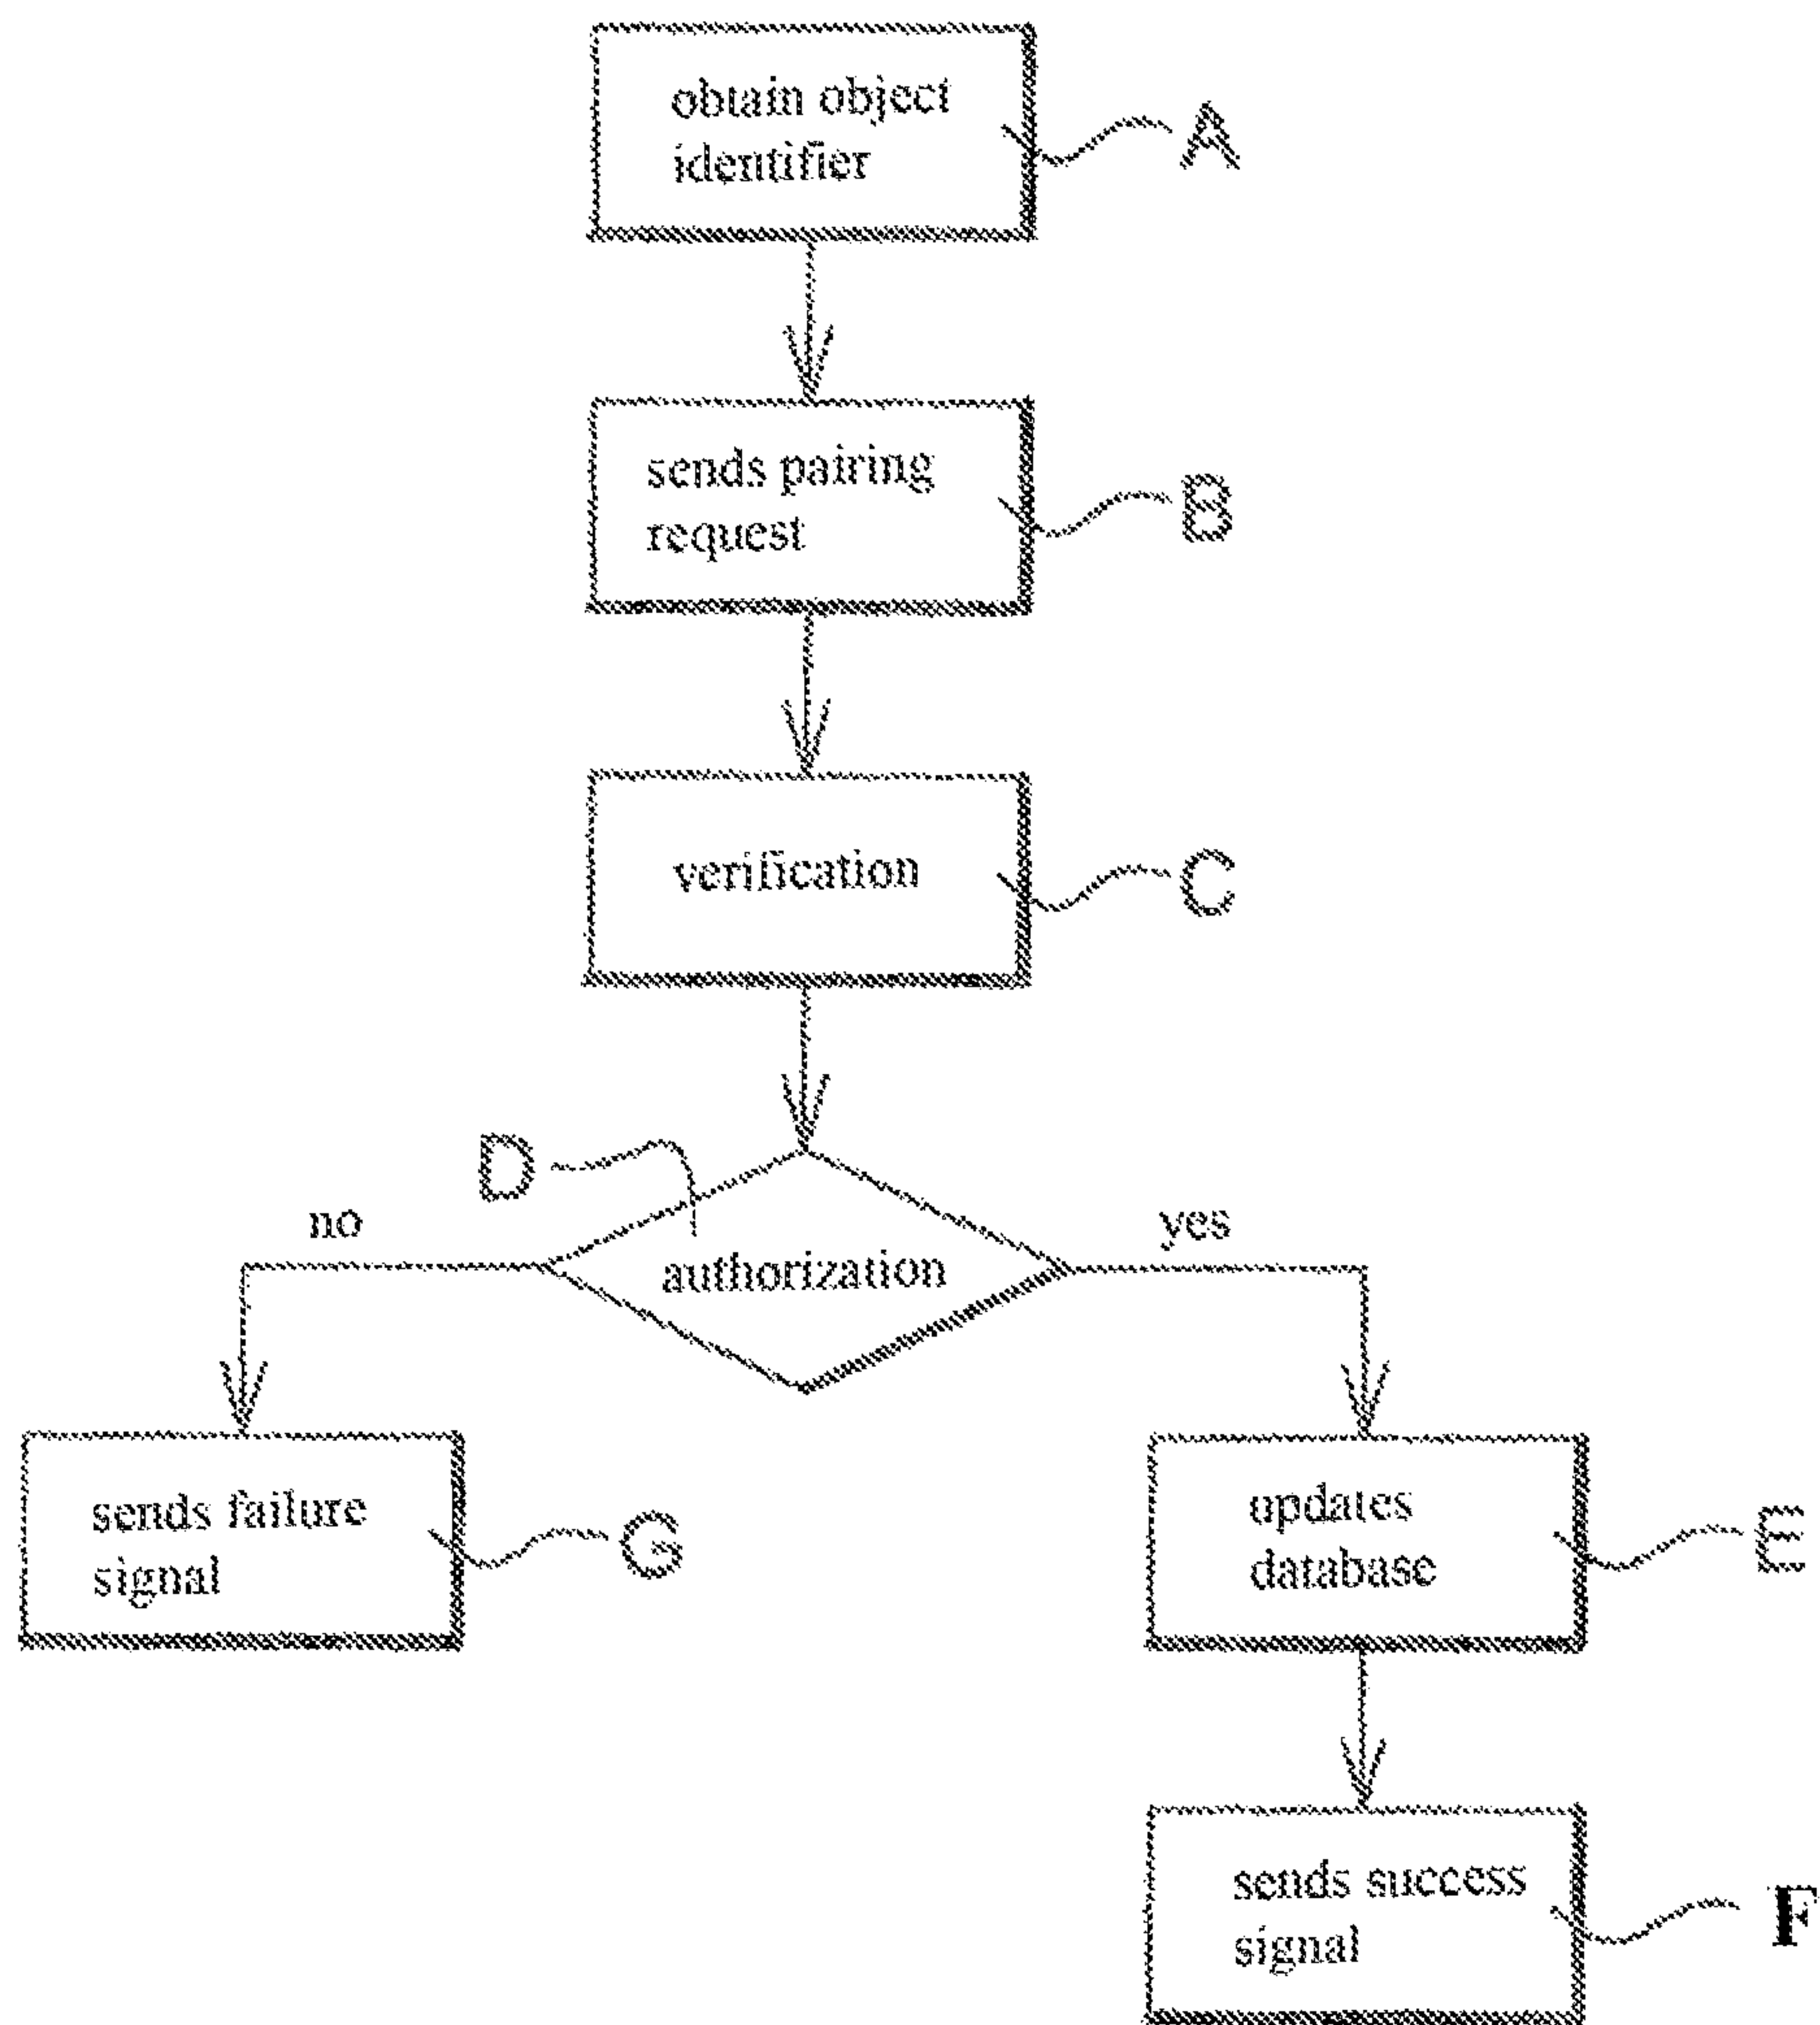 obtain object
identifier
A
sends pairing
request
B
verification
C
D
no
yes
authorization
sends failure
signal
G
updates
database
E
sends success
signal
F